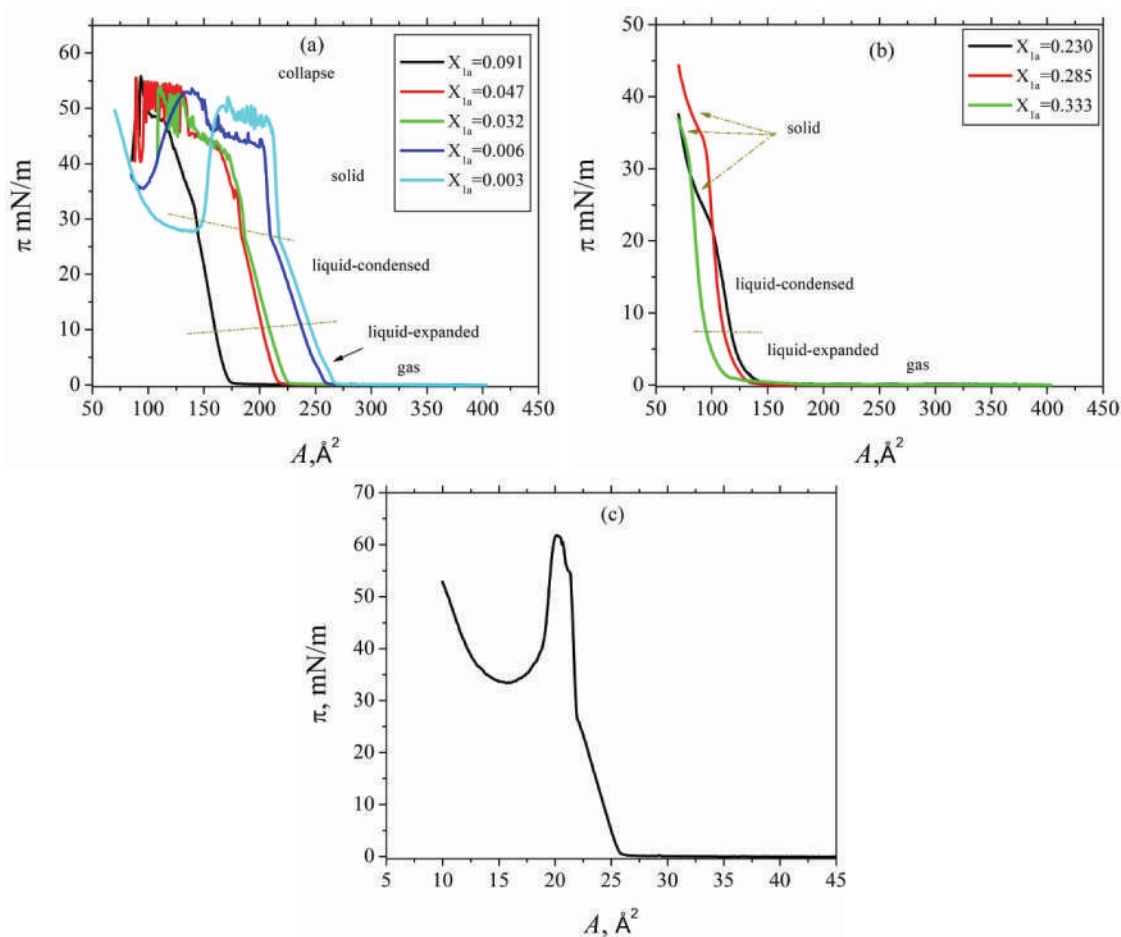 (a)
collapse
X1a=0.091
X1a=0.047
X1a=0.032
X1a=0.006
X1a=0.003
solid
liquid-condensed
liquid-expanded
gas
60
50
40
30
20
10
0
π mN/m
50 100 150 200 250 300 350 400 450
A,Å²
(b)
X1a=0.230
X1a=0.285
X1a=0.333
solid
liquid-condensed
liquid-expanded
gas
50
40
30
20
10
0
π mN/m
50 100 150 200 250 300 350 400 450
A,Å²
(c)
70
60
50
40
30
20
10
0
π, mN/m
5 10 15 20 25 30 35 40 45
A, Å²